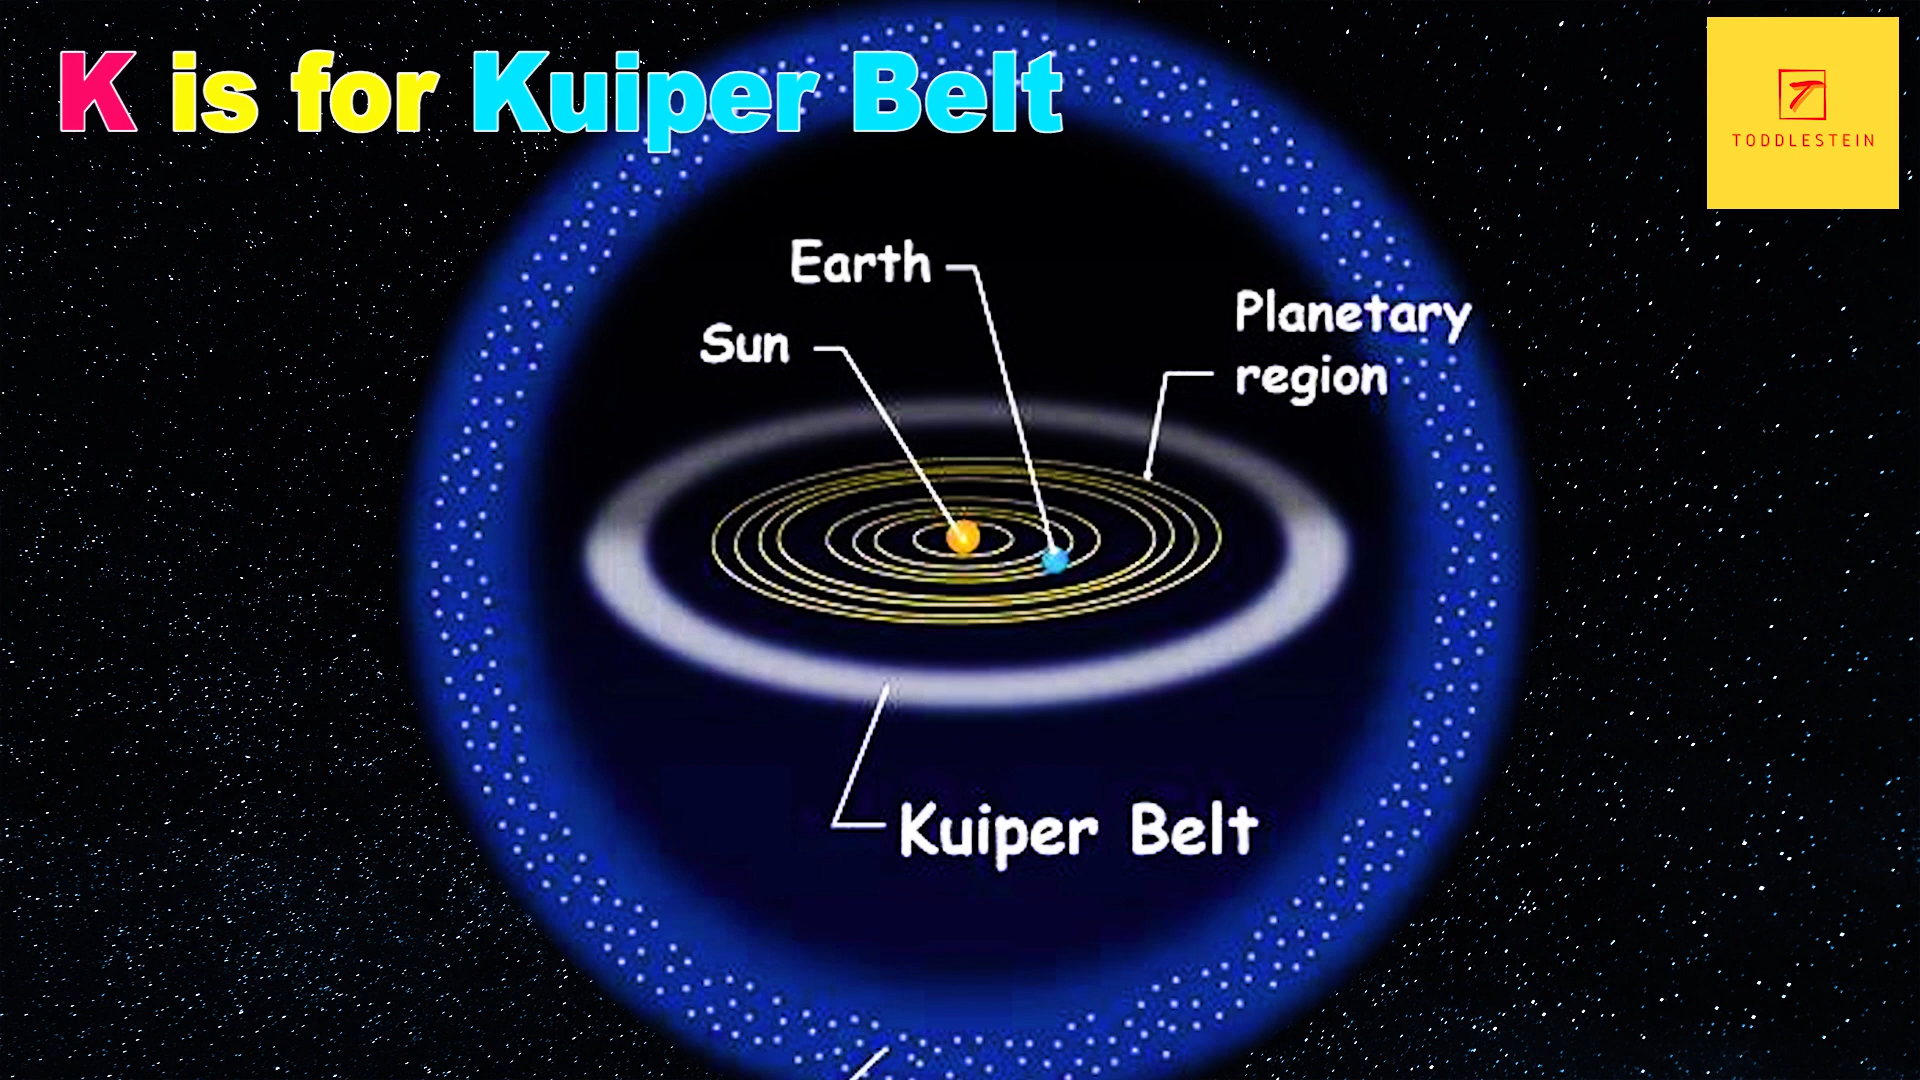 K is for Kuiper Belt
TODDLESTEIN
Earth
Sun
Planetary
region
Kuiper Belt